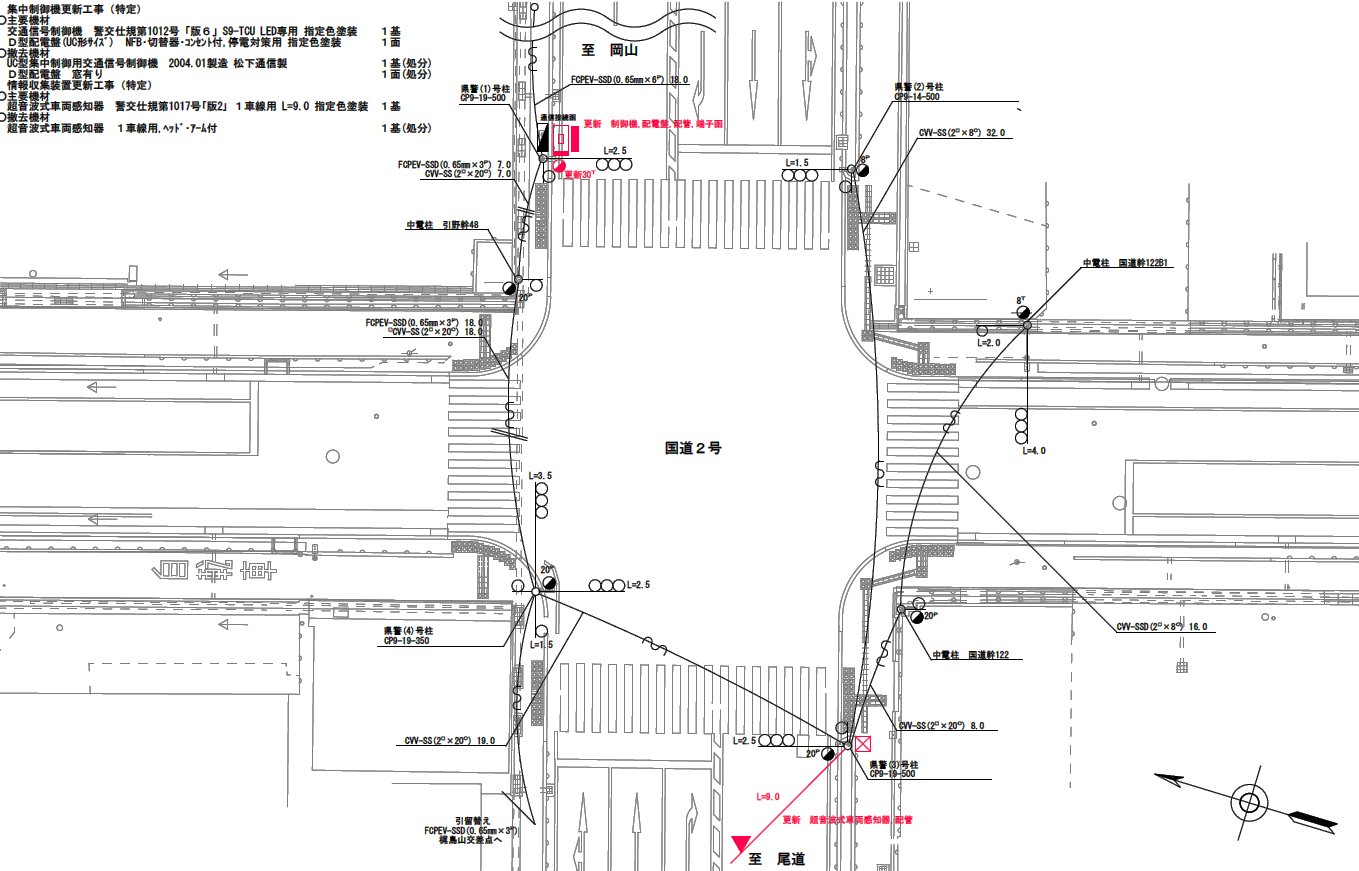 集中制御機更新工事（特定）
〇主要機材
交通信号制御機 警交仕規第1012号「版６」S9-TCU LED専用 指定色塗装 1基
Ｄ型配電盤(UC形ｻｲｽﾞ) NFB・切替器・ｺﾝｾﾝﾄ付,停電対策用 指定色塗装 1面
〇撤去機材
UC型集中制御用交通信号制御機 2004.01製造 松下通信製 1基(処分)
Ｄ型配電盤 窓有り 1面(処分)
情報収集装置更新工事（特定）
〇主要機材
超音波式車両感知器 警交仕規第1017号｢版2｣ １車線用 L=9.0 指定色塗装 1基
〇撤去機材
超音波式車両感知器 １車線用,ﾍｯﾄﾞ･ｱｰﾑ付 1基(処分)
至 岡山
FCPEV-SSD(0.65mm×6P) 18.0
県警(1)号柱
CP9-19-500
県警(2)号柱
CP9-14-500
通信接続函
更新 制御機,配電盤,配管,端子函
CVV-SS(2□×8C) 32.0
L=2.5
L=1.5
8P
FCPEV-SSD(0.65mm×3P) 7.0
CVV-SS(2□×20C) 7.0
更新30T
中電柱 引野幹48
中電柱 国道幹122B1
20P
8T
FCPEV-SSD(0.65mm×3P) 18.0
CVV-SS(2□×20C) 18.0
L=2.0
国道２号
L=4.0
L=3.5
20T
L=2.5
県警(4)号柱
CP9-19-350
L=1.5
20P
CVV-SSD(2□×8C) 16.0
中電柱 国道幹122
CVV-SS(2□×20C) 19.0
CVV-SS(2□×20C) 8.0
L=2.5
20P
県警(3)号柱
CP9-19-500
L=9.0
更新 超音波式車両感知器,配管
引留替え
FCPEV-SSD(0.65mm×3P)
梶島山交差点へ
至 尾道